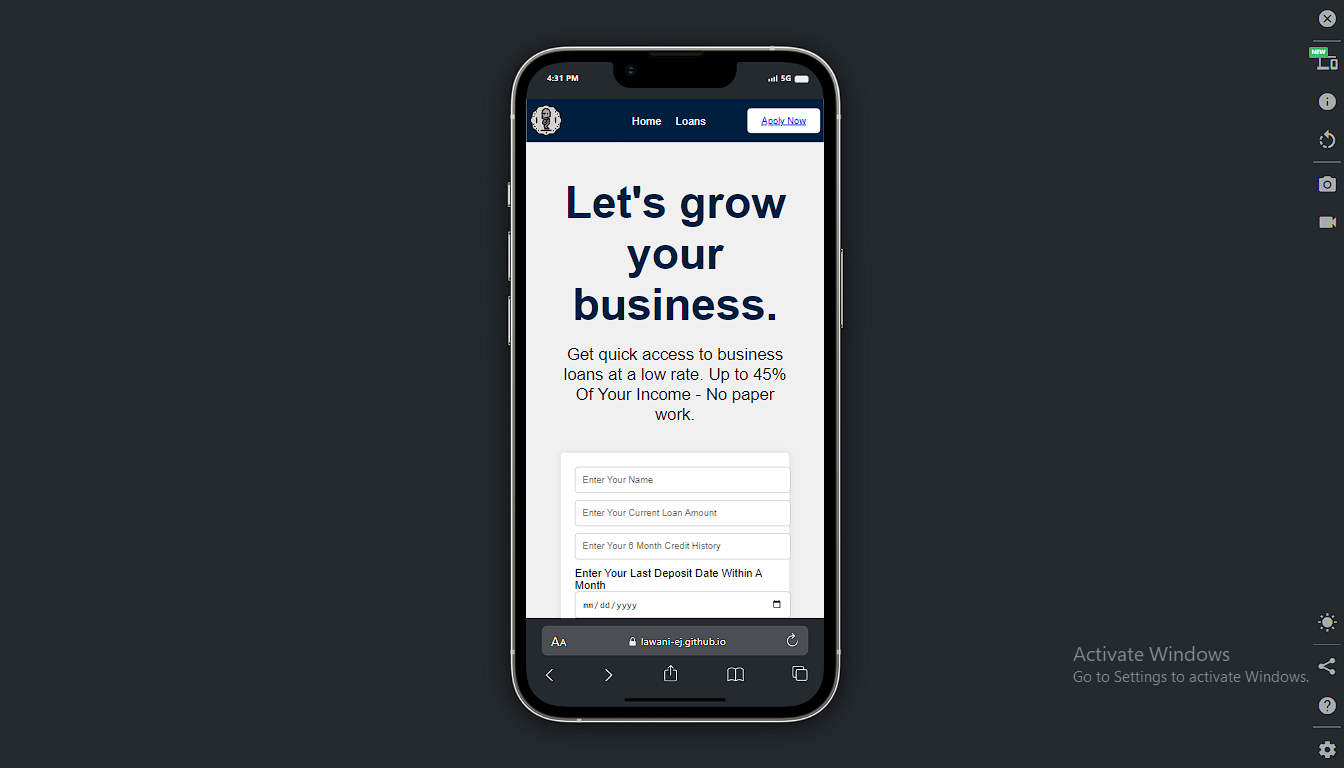 4:31 PM
5G
Home Loans Apply Now
Let's grow
your
business.
Get quick access to business
loans at a low rate. Up to 45%
Of Your Income - No paper
work.
Enter Your Name
Enter Your Current Loan Amount
Enter Your 6 Month Credit History
Enter Your Last Deposit Date Within A
Month
mm/dd/yyyy
AA lawani-ej.github.io
NEW
Activate Windows
Go to Settings to activate Windows.